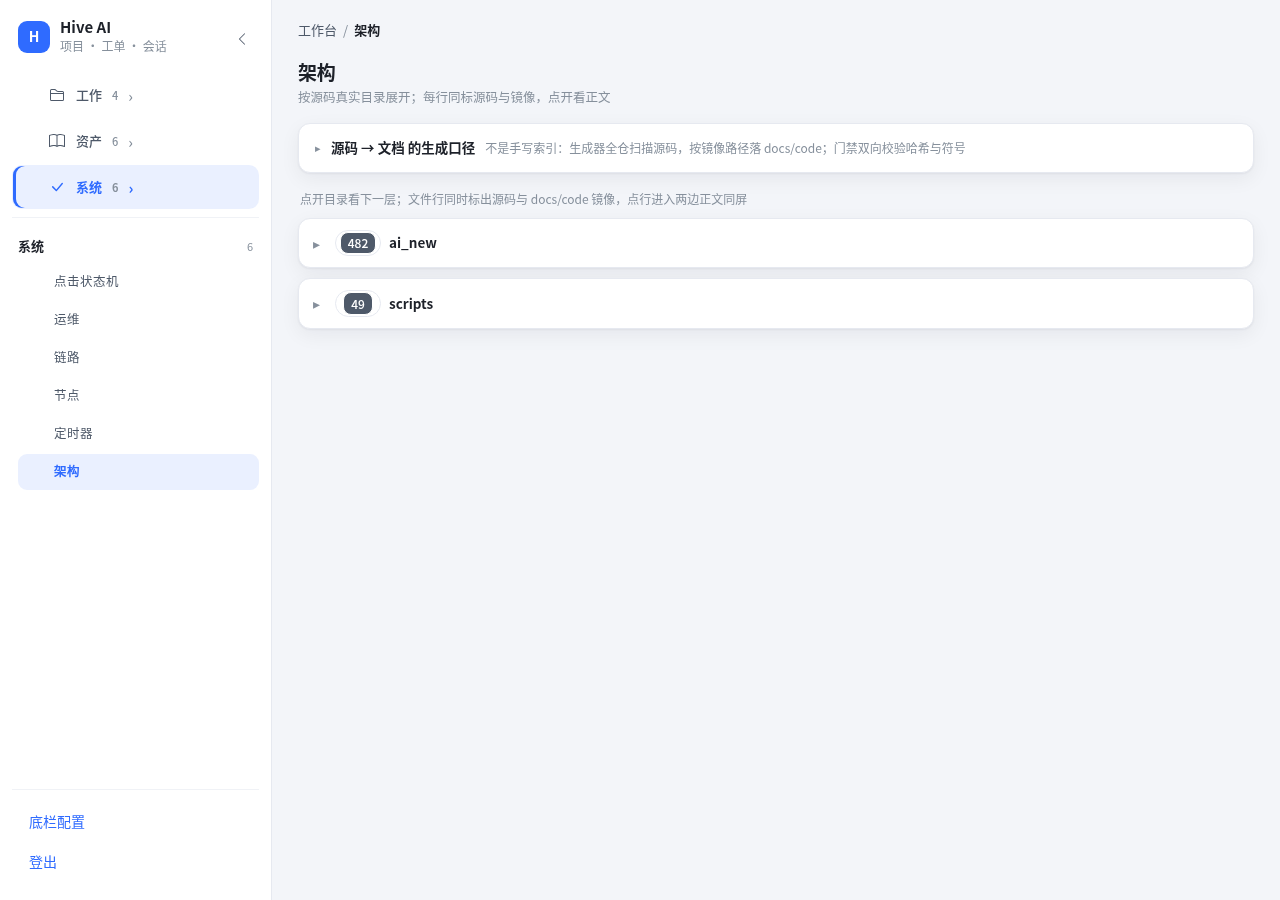 H
Hive AI
项目 · 工单 · 会话
工作 4 ›
资产 6 ›
系统 6 ›
系统 6
点击状态机
运维
链路
节点
定时器
架构
底栏配置
登出
工作台 / 架构
架构
按源码真实目录展开；每行同标源码与镜像，点开看正文
▸ 源码 → 文档 的生成口径 不是手写索引：生成器全仓扫描源码，按镜像路径落 docs/code；门禁双向校验哈希与符号
点开目录看下一层；文件行同时标出源码与 docs/code 镜像，点行进入两边正文同屏
▸ 482 ai_new
▸ 49 scripts